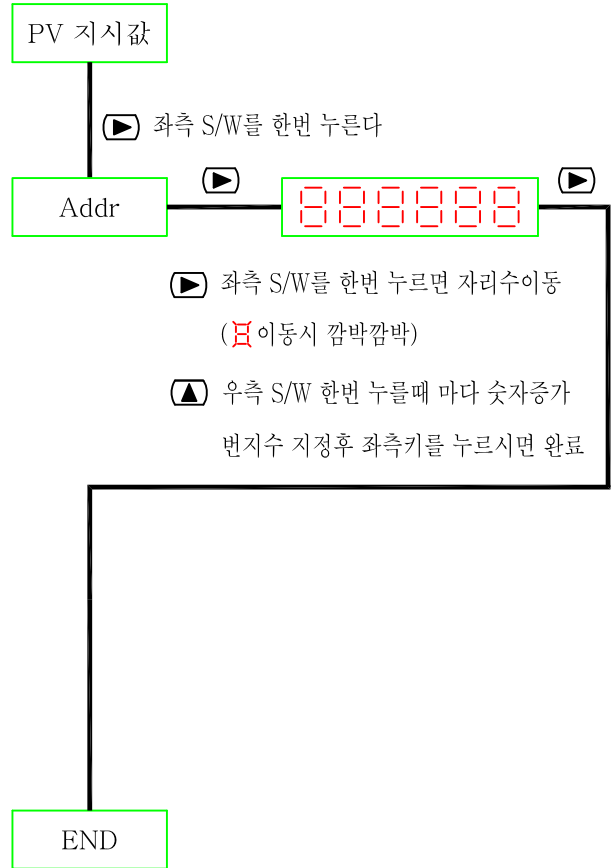 PV 지시값
좌측 S/W를 한번 누른다
Addr
888888
좌측 S/W를 한번 누르면 자리수이동
(8이동시 깜박깜박)
우측 S/W 한번 누를때 마다 숫자증가
번지수 지정후 좌측키를 누르시면 완료
END